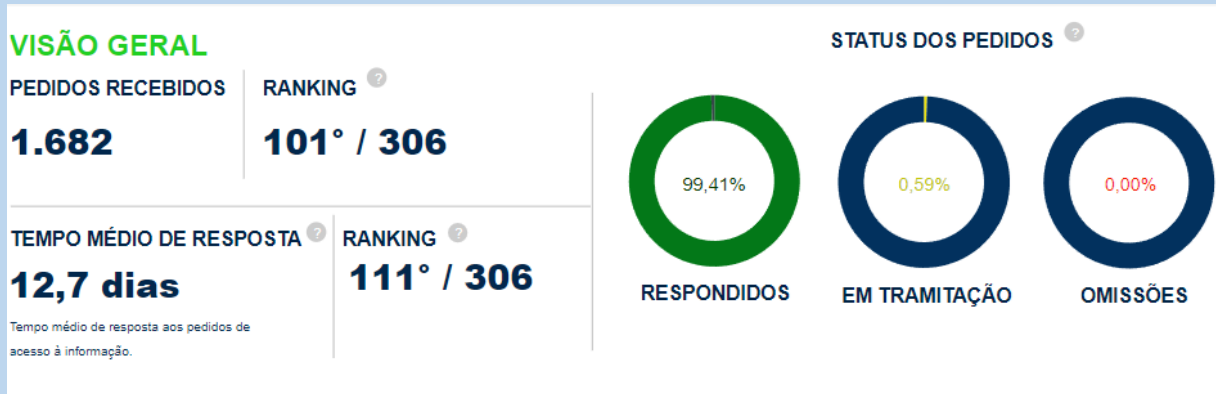 VISÃO GERAL
PEDIDOS RECEBIDOS
1.682
RANKING ?
101° / 306
TEMPO MÉDIO DE RESPOSTA ?
12,7 dias
Tempo médio de resposta aos pedidos de
acesso à informação.
RANKING ?
111° / 306
STATUS DOS PEDIDOS ?
99,41%
RESPONDIDOS
0,59%
EM TRAMITAÇÃO
0,00%
OMISSÕES